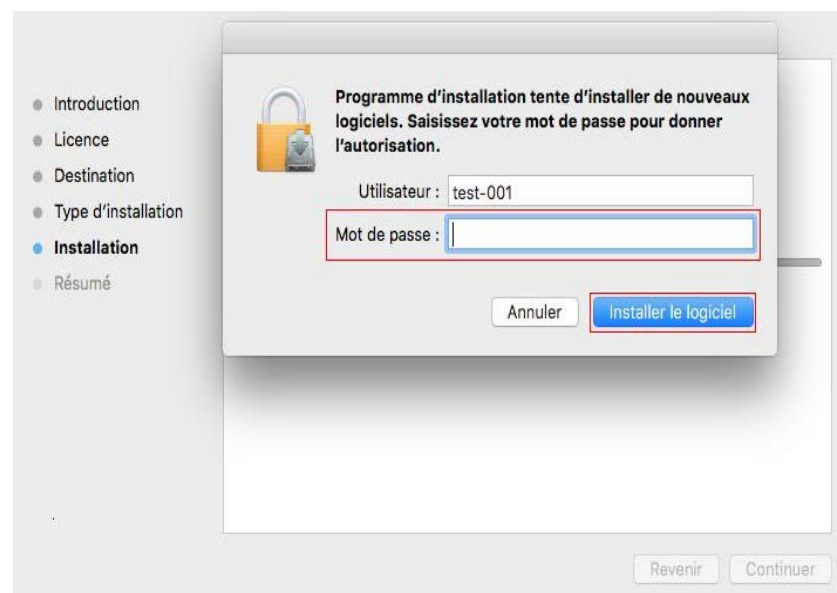 Introduction
Licence
Destination
Type d'installation
Installation
Résumé
Programme d'installation tente d'installer de nouveaux
logiciels. Saisissez votre mot de passe pour donner
l'autorisation.
Utilisateur : test-001
Mot de passe :
Annuler Installer le logiciel
Revenir Continuer